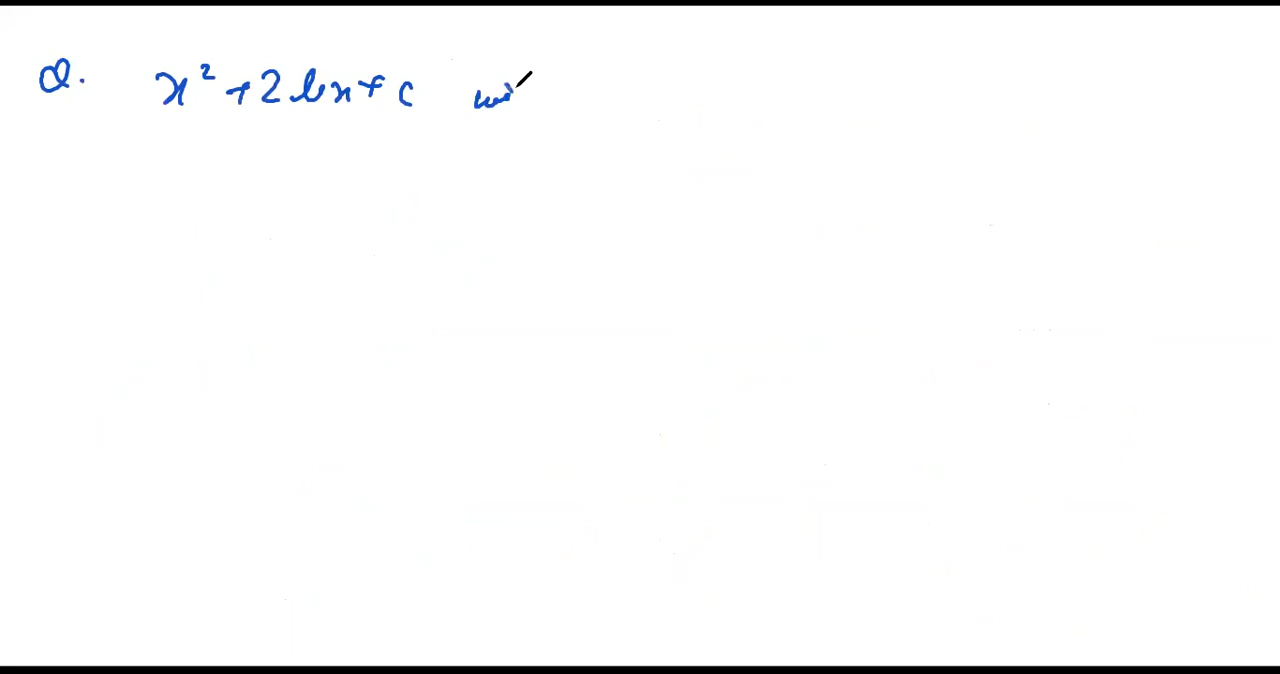 Q. x² + 2bx + c